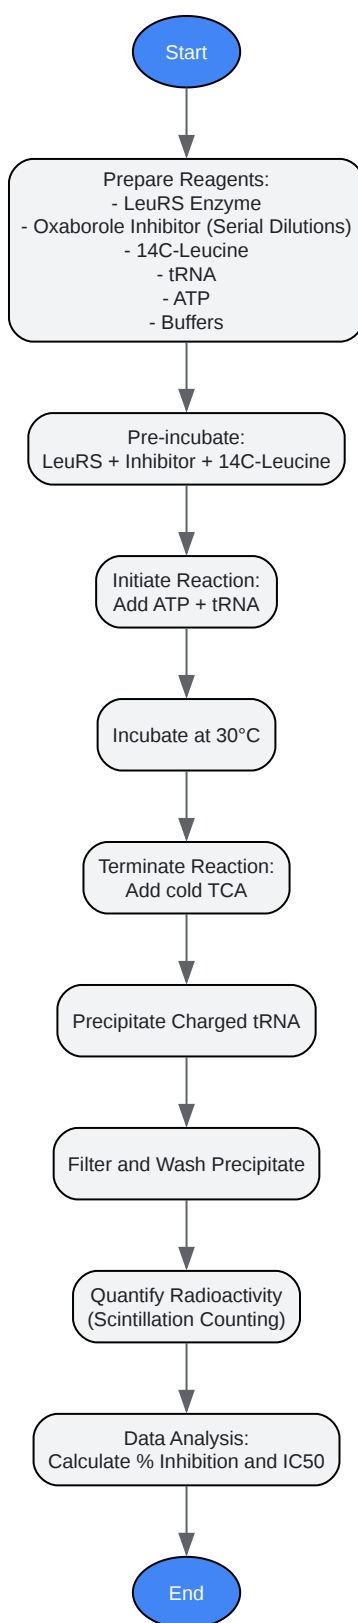 Start
Prepare Reagents:
- LeuRS Enzyme
- Oxaborole Inhibitor (Serial Dilutions)
- 14C-Leucine
- tRNA
- ATP
- Buffers
Pre-incubate:
LeuRS + Inhibitor + 14C-Leucine
Initiate Reaction:
Add ATP + tRNA
Incubate at 30°C
Terminate Reaction:
Add cold TCA
Precipitate Charged tRNA
Filter and Wash Precipitate
Quantify Radioactivity
(Scintillation Counting)
Data Analysis:
Calculate % Inhibition and IC50
End